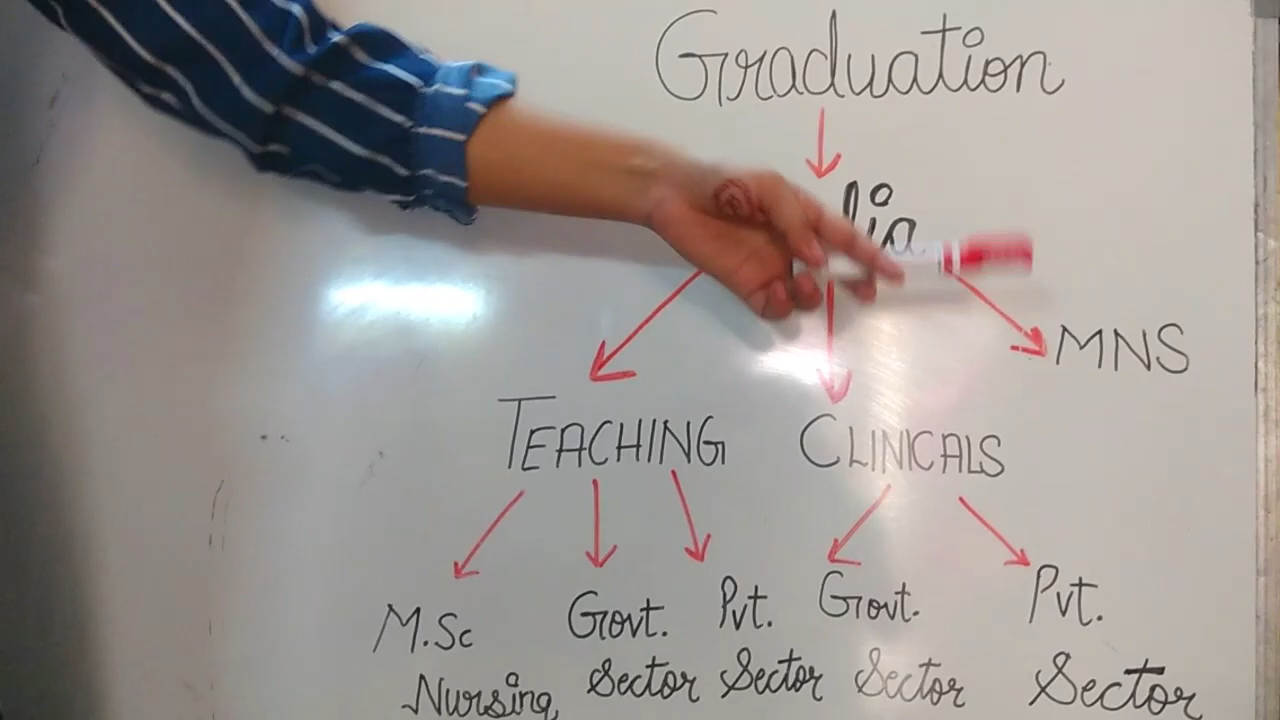 Graduation
MNS
TEACHING CLINICALS
M.Sc Govt. Pvt. Govt. Pvt.
Nursing Sector Sector Sector Sector